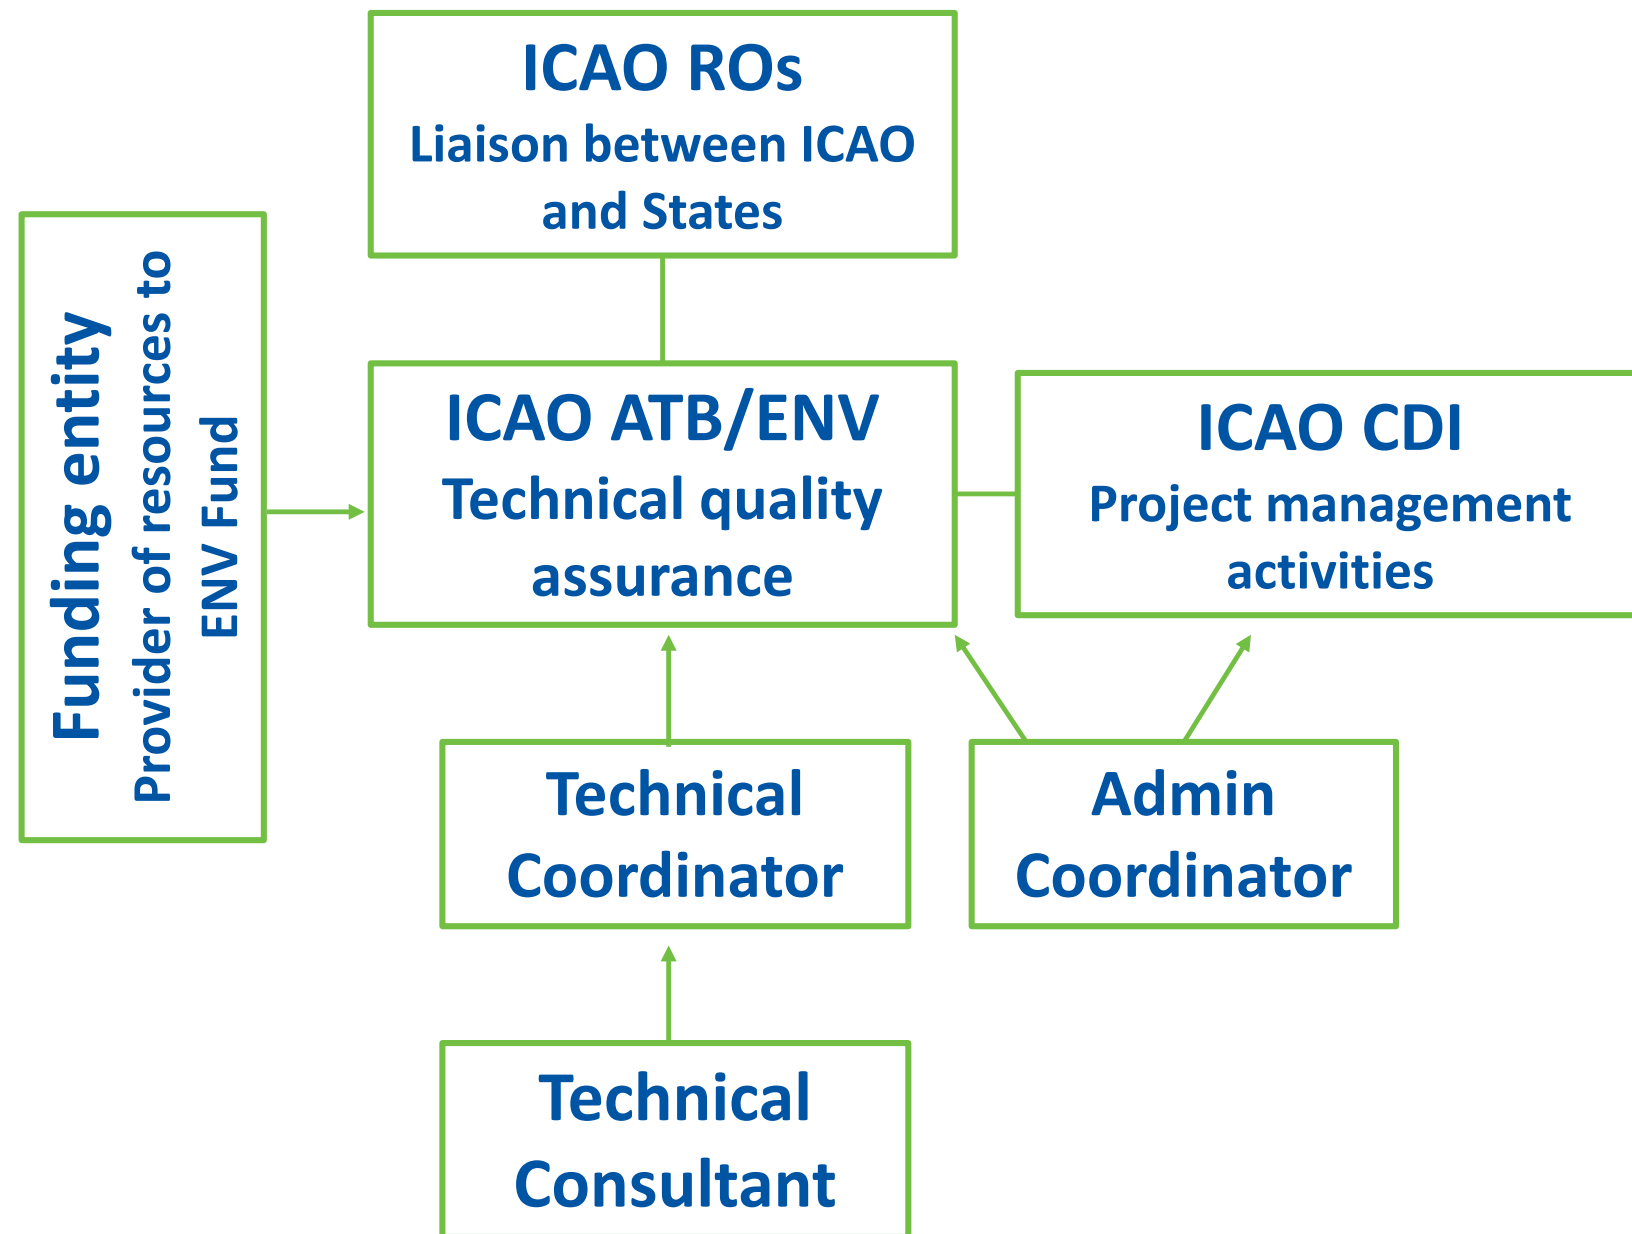 ICAO ROs
Liaison between ICAO
and States
Funding entity
Provider of resources to
ENV Fund
ICAO ATB/ENV
Technical quality
assurance
ICAO CDI
Project management
activities
Technical
Coordinator
Admin
Coordinator
Technical
Consultant